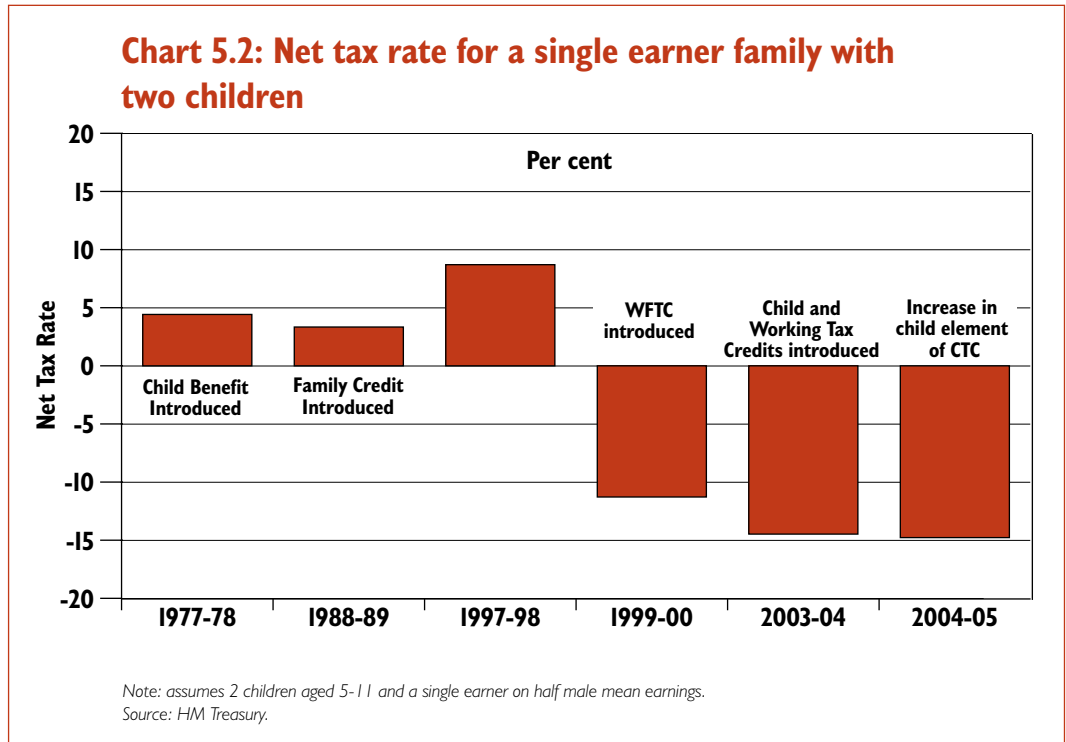 Chart 5.2: Net tax rate for a single earner family with
two children
Per cent
Net Tax Rate
20
15
10
5
0
-5
-10
-15
-20
Child Benefit
Introduced
Family Credit
Introduced
WFTC
introduced
Child and
Working Tax
Credits introduced
Increase in
child element
of CTC
1977-78
1988-89
1997-98
1999-00
2003-04
2004-05
Note: assumes 2 children aged 5-11 and a single earner on half male mean earnings.
Source: HM Treasury.